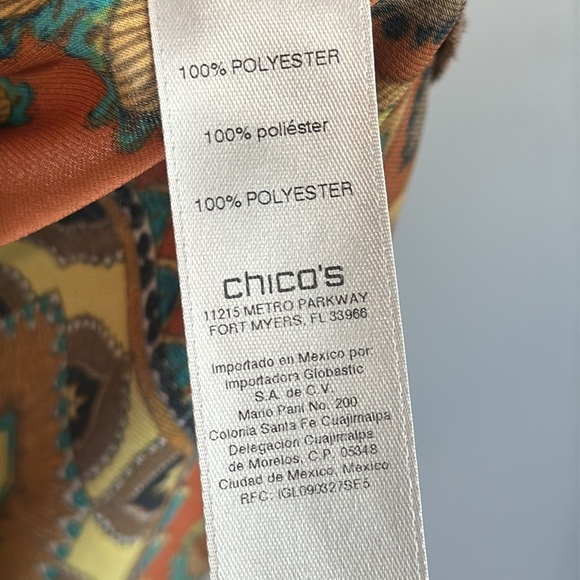 100% POLYESTER
100% poliéster
100% POLYESTER
chico's
11215 METRO PARKWAY
FORT MYERS, FL 33966
Importado en Mexico por:
Importadora Globastic
S.A. de C.V.
Mario Pani No. 200
Colonia Santa Fe Cuajimalpa
Delegacion Cuajimalpa
de Morelos, C.P. 05348
Ciudad de Mexico, Mexico
RFC: IGL090327SE5